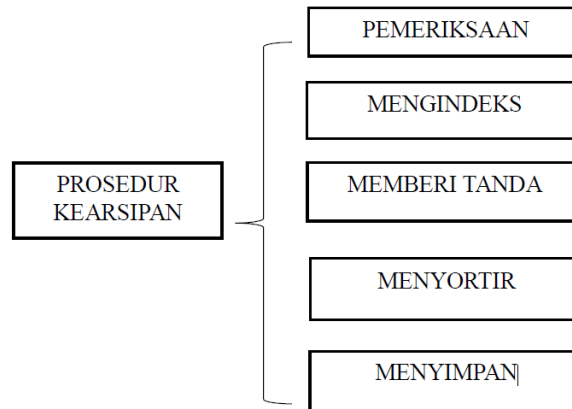 PROSEDUR
KEARSIPAN
PEMERIKSAAN
MENGINDEKS
MEMBERI TANDA
MENYORTIR
MENYIMPAN